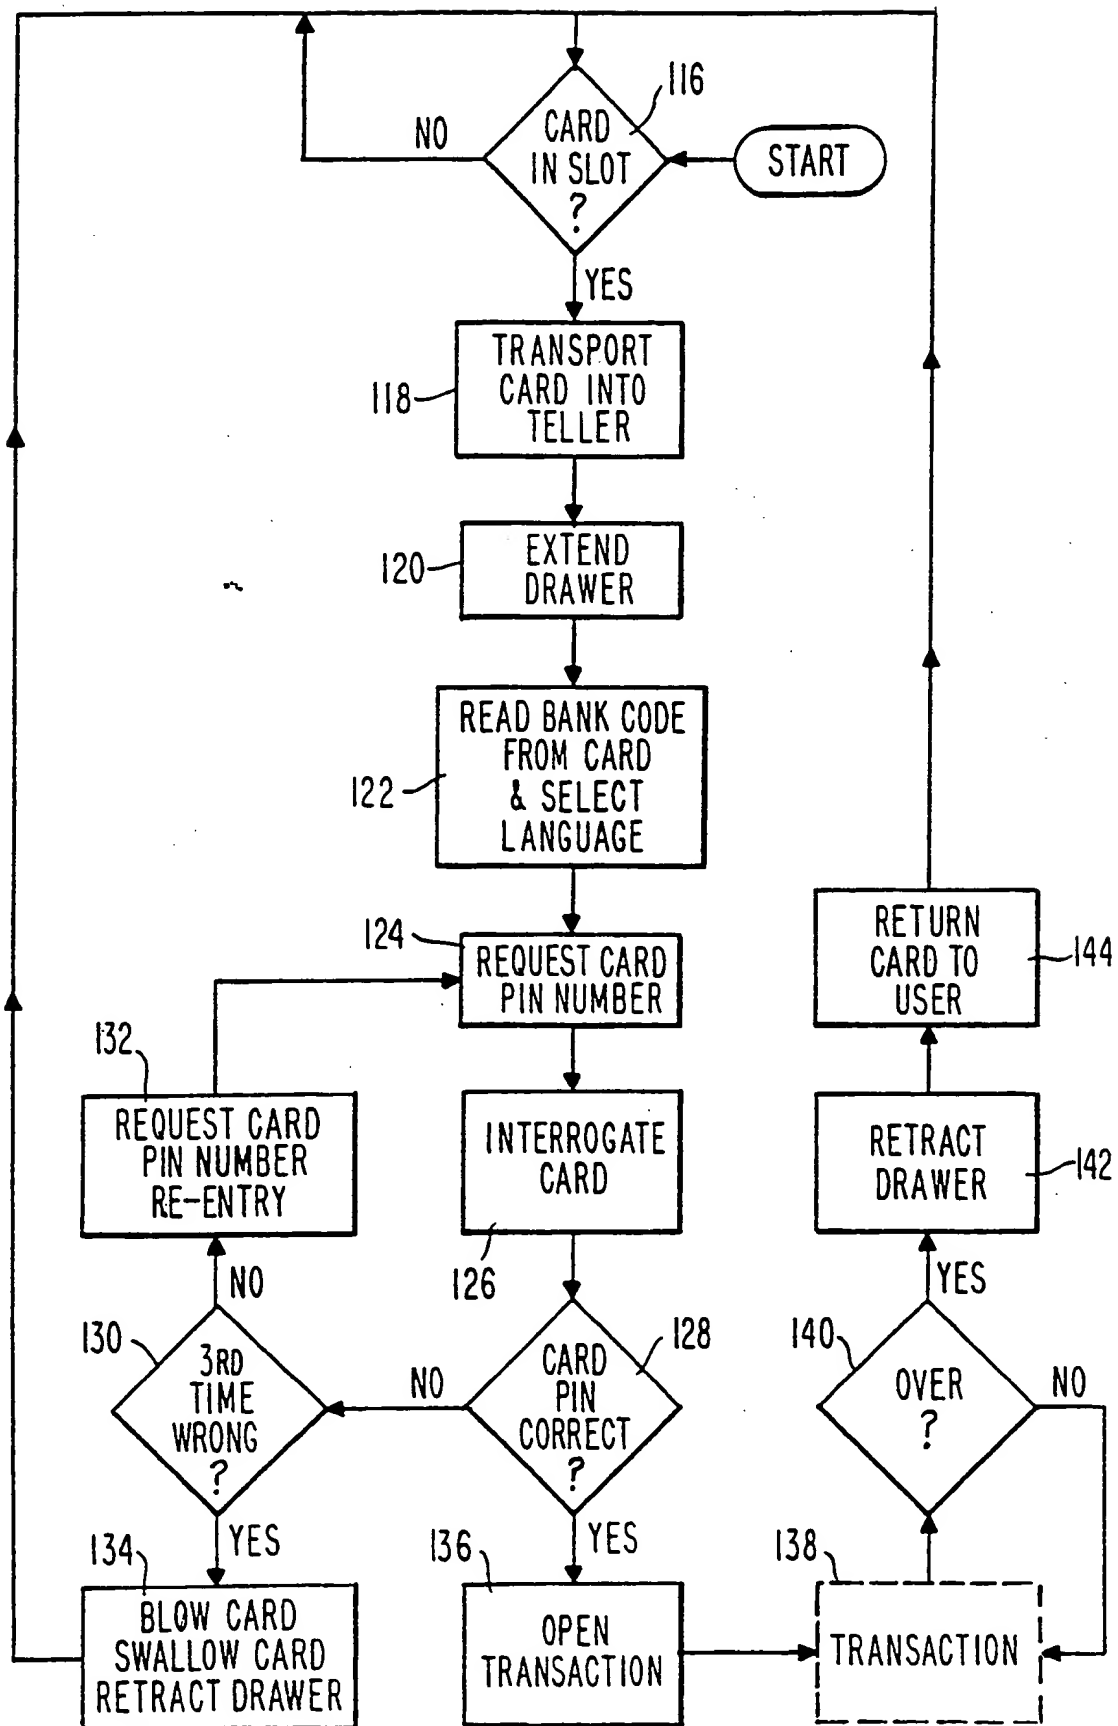 116
CARD
IN SLOT
?
NO
START
YES
TRANSPORT
CARD INTO
TELLER
118
EXTEND
DRAWER
120
READ BANK CODE
FROM CARD
& SELECT
LANGUAGE
122
124
REQUEST CARD
PIN NUMBER
RETURN
CARD TO
USER
144
132
REQUEST CARD
PIN NUMBER
RE-ENTRY
INTERROGATE
CARD
126
RETRACT
DRAWER
142
NO
YES
130
3RD
TIME
WRONG
?
NO
CARD
PIN
CORRECT
?
128
140
OVER
?
NO
YES
YES
134
BLOW CARD
SWALLOW CARD
RETRACT DRAWER
136
OPEN
TRANSACTION
138
TRANSACTION